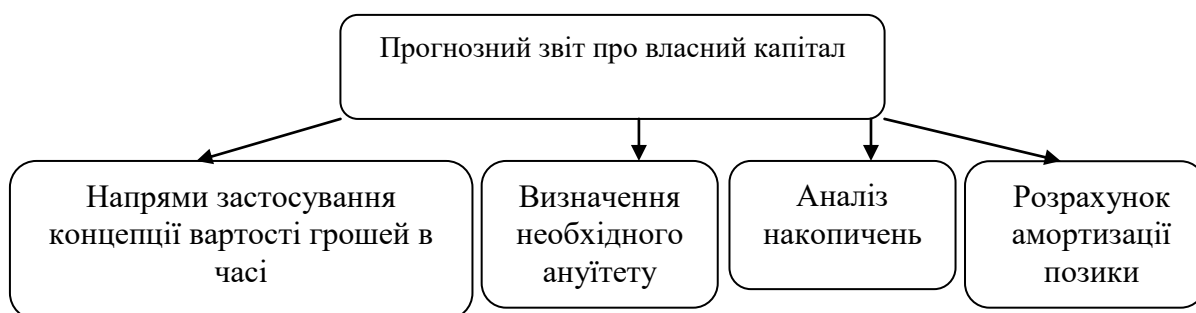 Прогнозний звіт про власний капітал
Напрями застосування
концепції вартості грошей в
часі
Визначення
необхідного
ануїтету
Аналіз
накопичень
Розрахунок
амортизації
позики